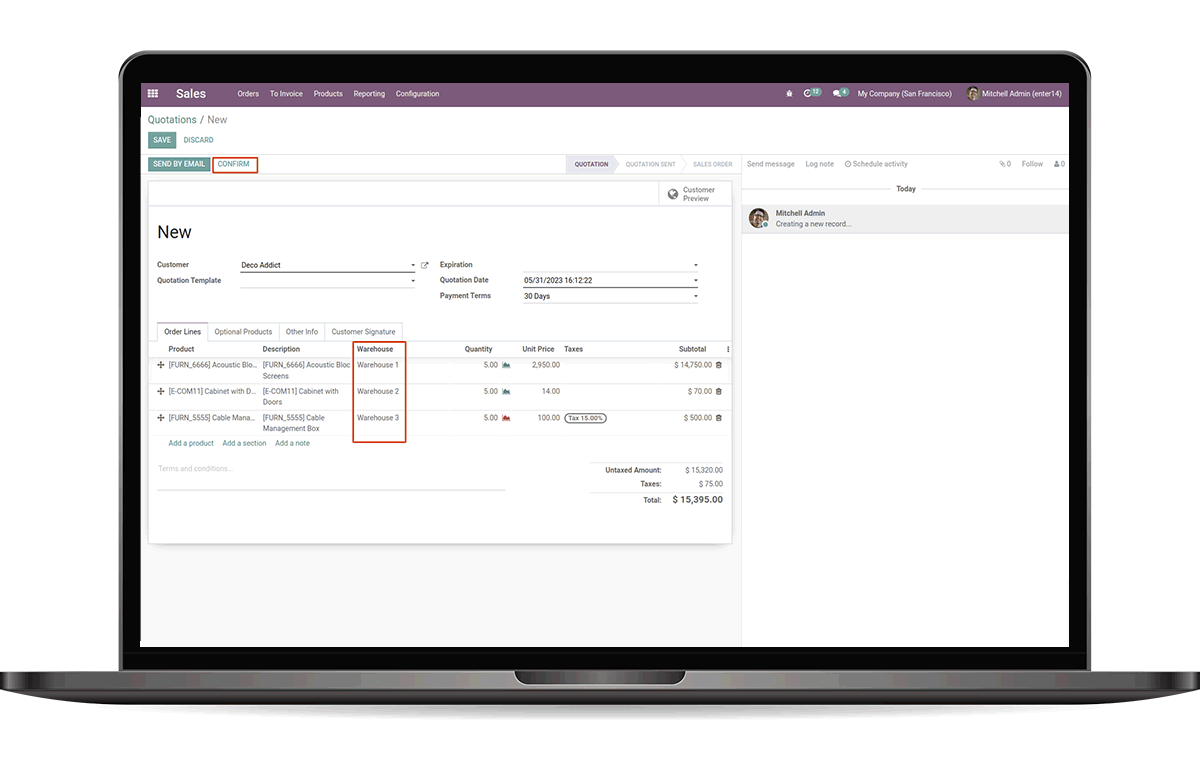 Sales Orders To Invoice Products Reporting Configuration 12 4 My Company (San Francisco) Mitchell Admin (enter14)
Quotations / New
SAVE DISCARD
SEND BY EMAIL CONFIRM QUOTATION QUOTATION SENT SALES ORDER Send message Log note Schedule activity 0 Follow 0
Customer
Preview
Today
Mitchell Admin
Creating a new record...
New
Customer Deco Addict Expiration
Quotation Template Quotation Date 05/31/2023 16:12:22
Payment Terms 30 Days
Order Lines Optional Products Other Info Customer Signature
Product Description Warehouse Quantity Unit Price Taxes Subtotal
[FURN_6666] Acoustic Blo... [FURN_6666] Acoustic Bloc Warehouse 1 5.00 2,950.00 $ 14,750.00
Screens
[E-COM11] Cabinet with D... [E-COM11] Cabinet with Warehouse 2 5.00 14.00 $ 70.00
Doors
[FURN_5555] Cable Mana... [FURN_5555] Cable Warehouse 3 5.00 100.00 Tax 15.00% $ 500.00
Management Box
Add a product Add a section Add a note
Terms and conditions...
Untaxed Amount: $ 15,320.00
Taxes: $ 75.00
Total: $ 15,395.00